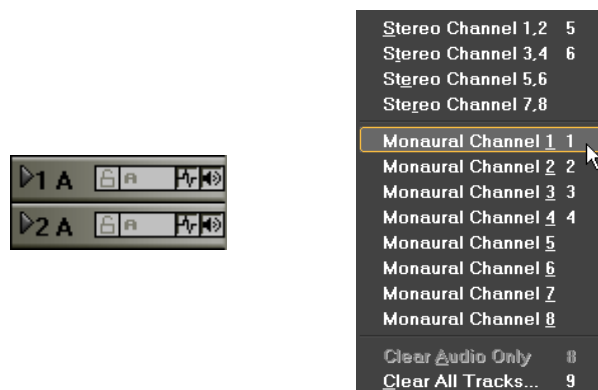 1 A A
2 A A
Stereo Channel 1,2 5
Stereo Channel 3,4 6
Stereo Channel 5,6
Stereo Channel 7,8
Monaural Channel 1 1
Monaural Channel 2 2
Monaural Channel 3 3
Monaural Channel 4 4
Monaural Channel 5
Monaural Channel 6
Monaural Channel 7
Monaural Channel 8
Clear Audio Only 8
Clear All Tracks... 9